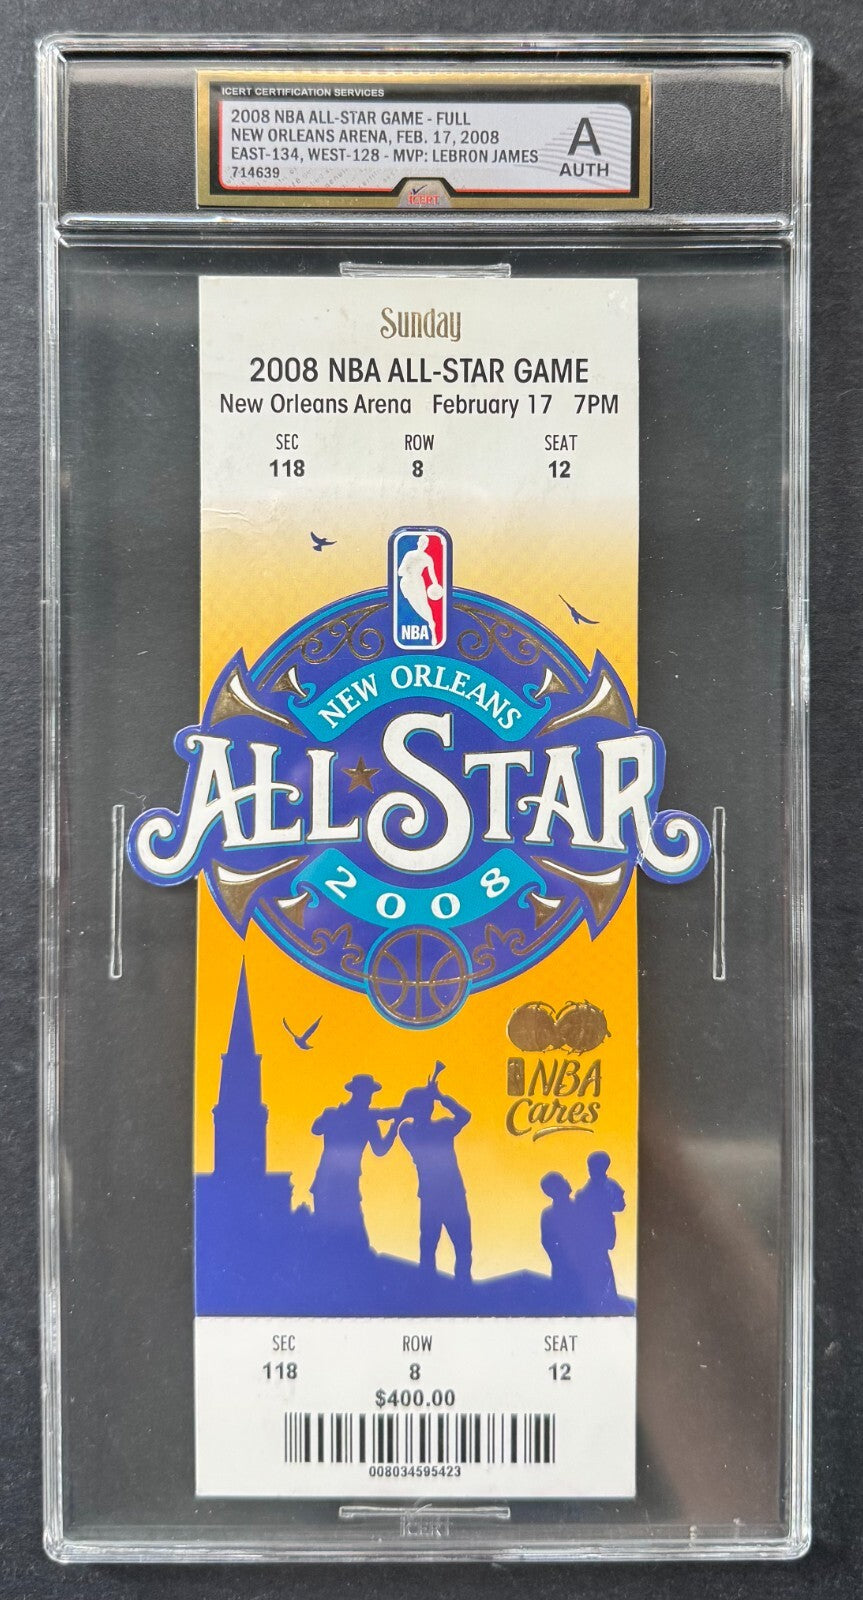 ICERT CERTIFICATION SERVICES
2008 NBA ALL-STAR GAME - FULL
NEW ORLEANS ARENA, FEB. 17, 2008
EAST-134, WEST-128 - MVP: LEBRON JAMES
714639
A
AUTH
ICERT
Sunday
2008 NBA ALL-STAR GAME
New Orleans Arena February 17 7PM
SEC ROW SEAT
118 8 12
NBA
NEW ORLEANS
ALL STAR
2008
NBA
Cares
SEC ROW SEAT
118 8 12
$400.00
008034595423
ICERT